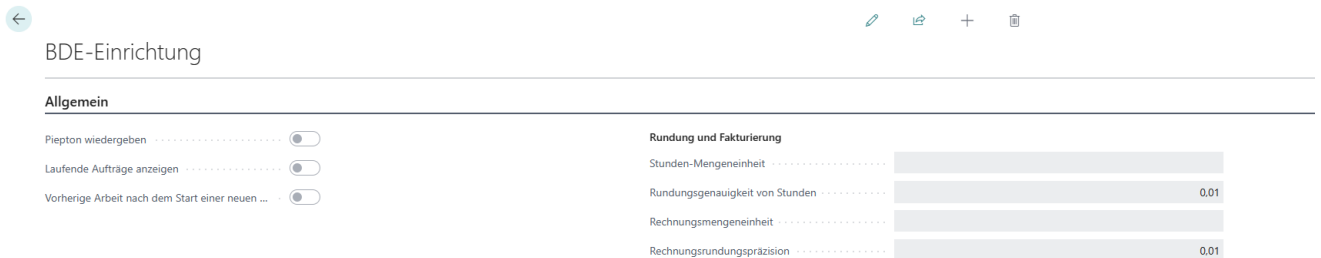 BDE-Einrichtung
Allgemein
Piepton wiedergeben
Laufende Aufträge anzeigen
Vorherige Arbeit nach dem Start einer neuen ...
Rundung und Fakturierung
Stunden-Mengeneinheit
Rundungsgenauigkeit von Stunden 0,01
Rechnungsmengeneinheit
Rechnungsrundungspräzision 0,01